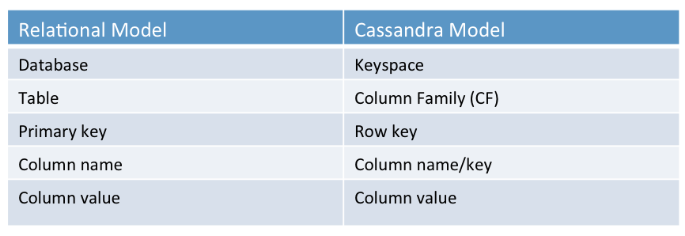 Relational Model Cassandra Model
Database Keyspace
Table Column Family (CF)
Primary key Row key
Column name Column name/key
Column value Column value